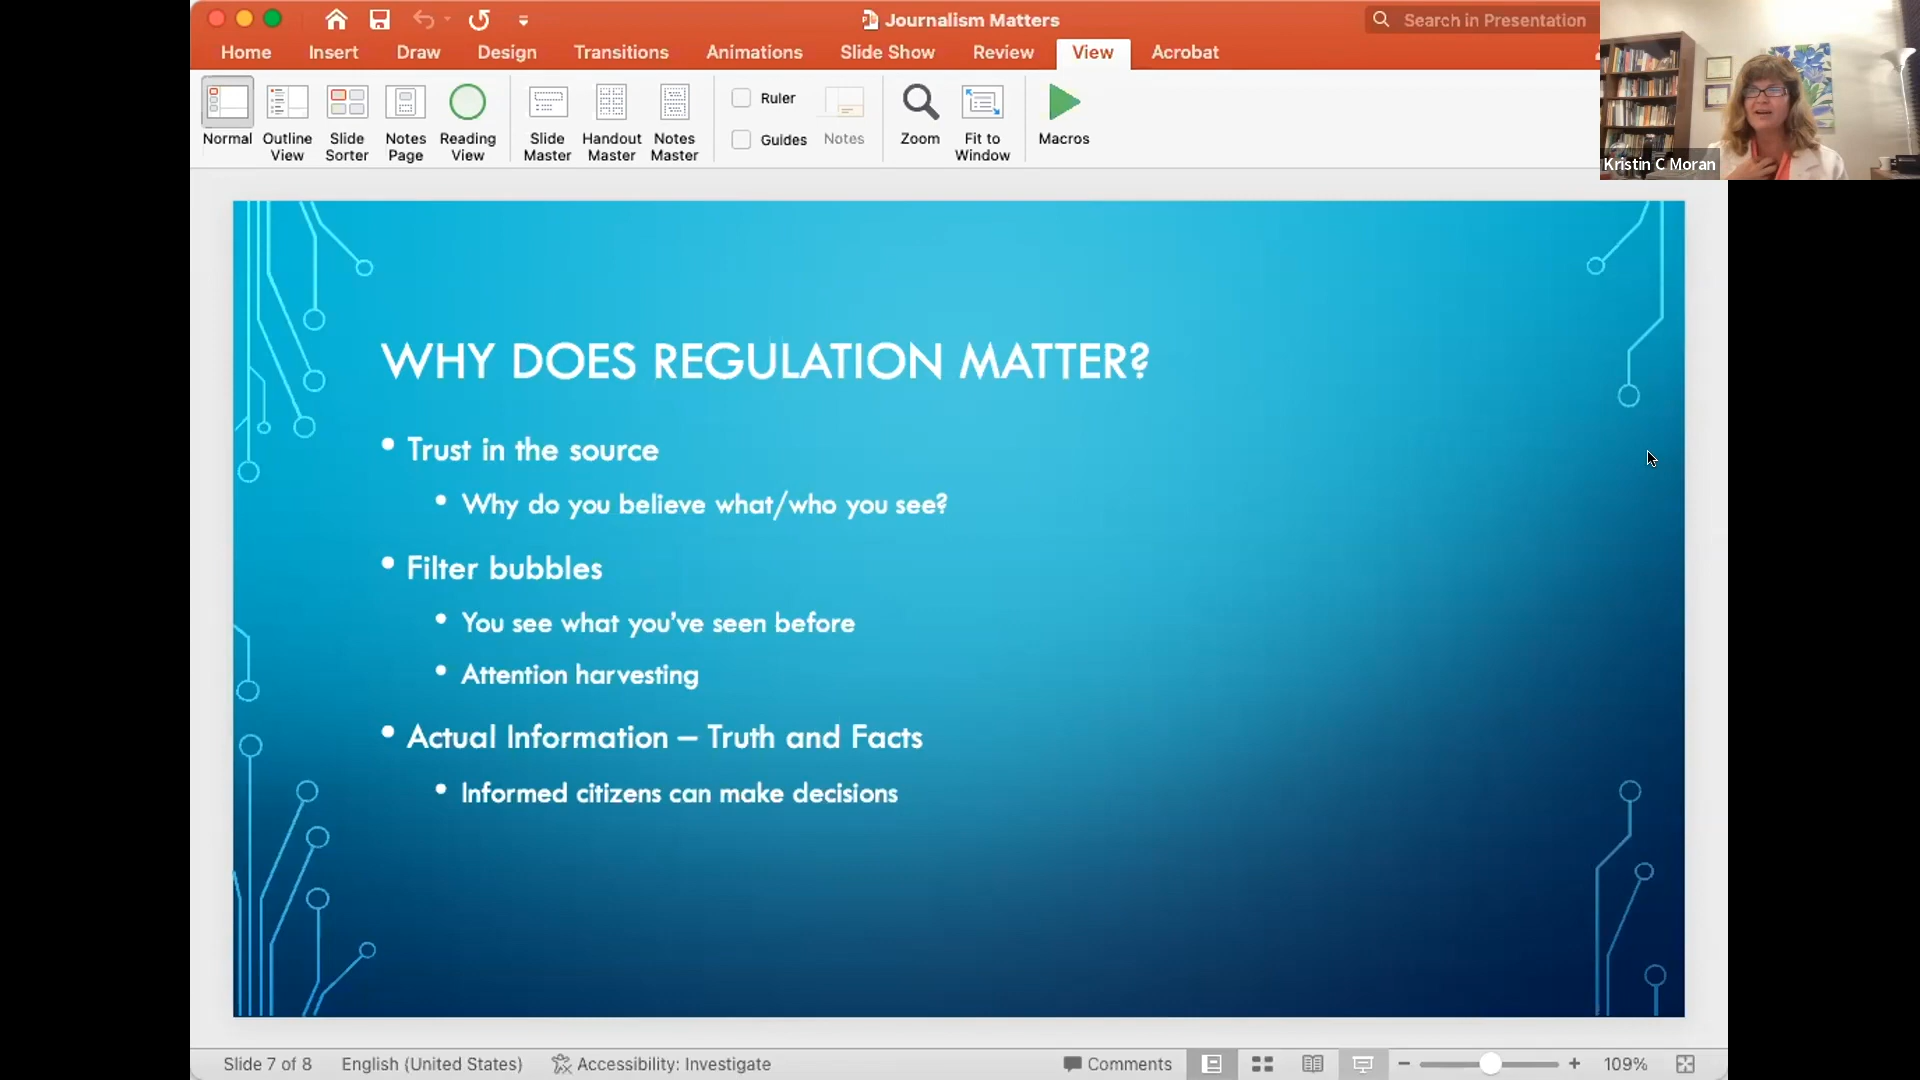 Journalism Matters
Search in Presentation
Home Insert Draw Design Transitions Animations Slide Show Review View Acrobat
Normal Outline View Slide Sorter Notes Page Reading View Slide Master Handout Master Notes Master Ruler Guides Notes Zoom Fit to Window Macros
Kristin C Moran
WHY DOES REGULATION MATTER?
• Trust in the source
• Why do you believe what/who you see?
• Filter bubbles
• You see what you've seen before
• Attention harvesting
• Actual Information – Truth and Facts
• Informed citizens can make decisions
Slide 7 of 8 English (United States) Accessibility: Investigate Comments 109%